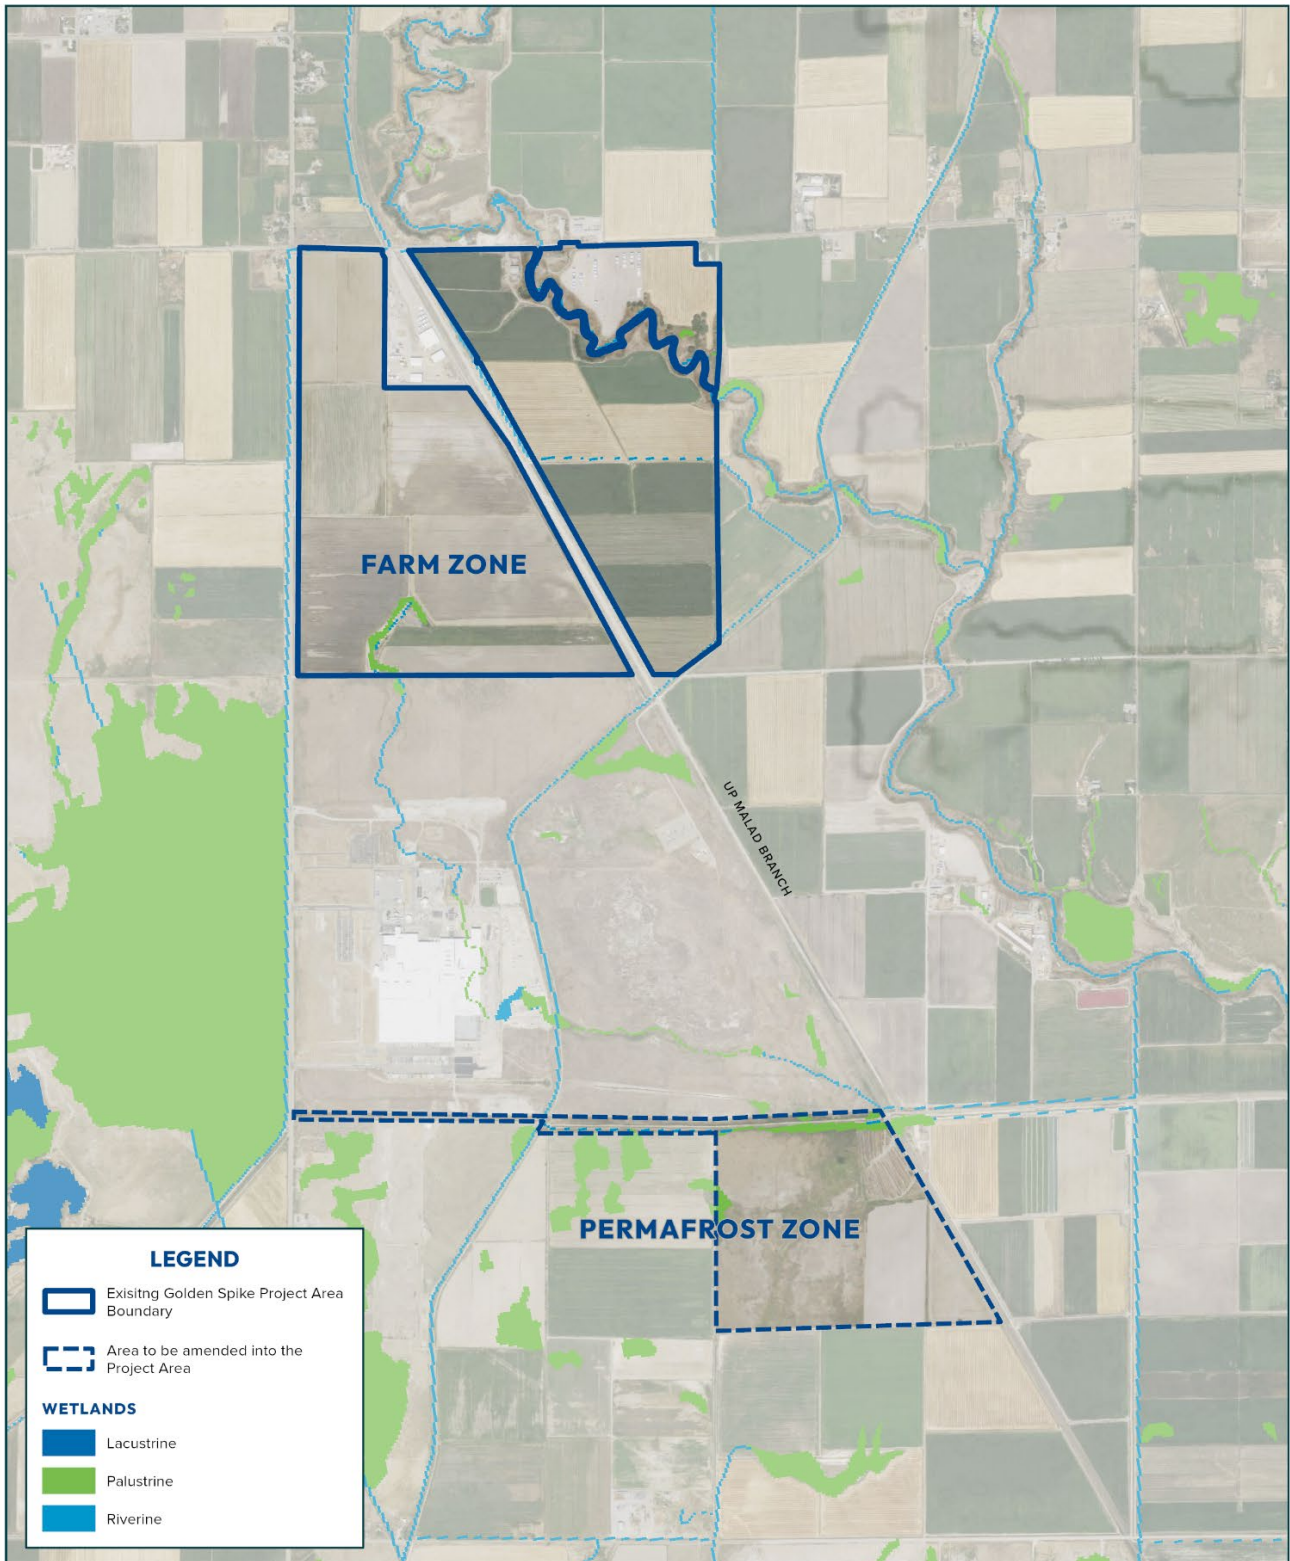 FARM ZONE
UP MALAD BRANCH
PERMAFROST ZONE
LEGEND
Exisitng Golden Spike Project Area
Boundary
Area to be amended into the
Project Area
WETLANDS
Lacustrine
Palustrine
Riverine